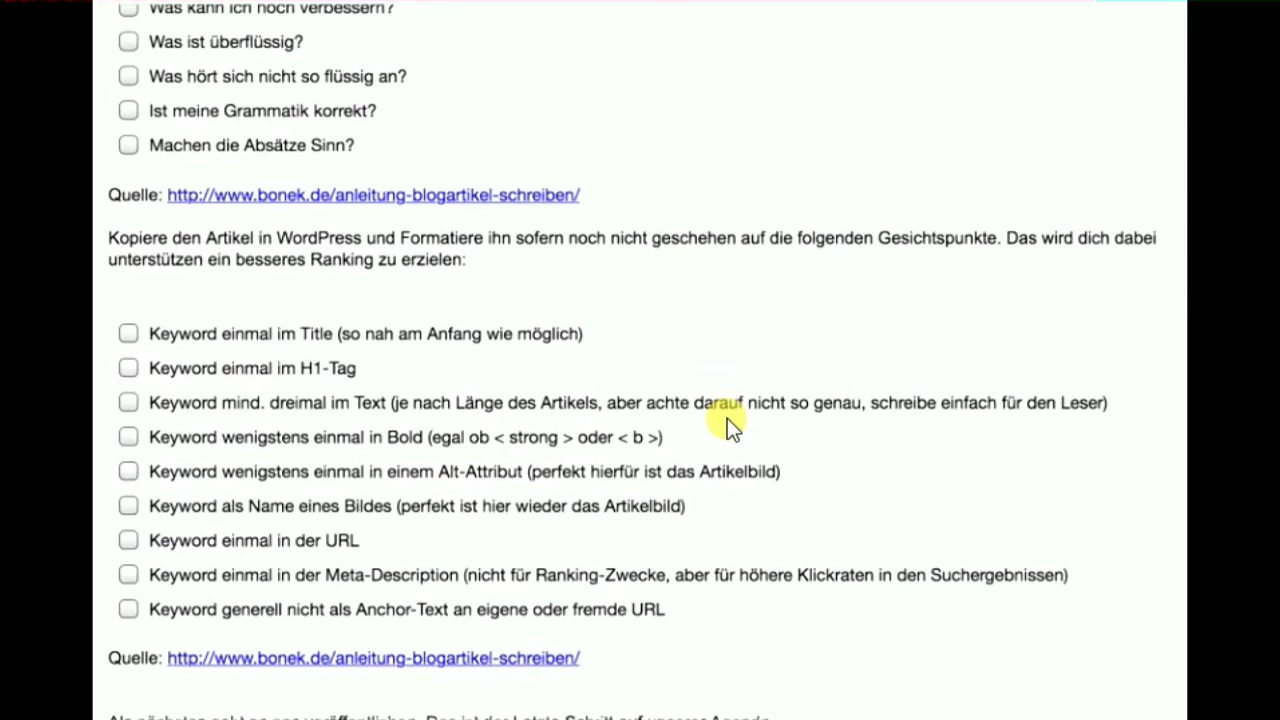 Was kann ich noch verbessern?
Was ist überflüssig?
Was hört sich nicht so flüssig an?
Ist meine Grammatik korrekt?
Machen die Absätze Sinn?
Quelle: http://www.bonek.de/anleitung-blogartikel-schreiben/
Kopiere den Artikel in WordPress und Formatiere ihn sofern noch nicht geschehen auf die folgenden Gesichtspunkte. Das wird dich dabei
unterstützen ein besseres Ranking zu erzielen:
Keyword einmal im Title (so nah am Anfang wie möglich)
Keyword einmal im H1-Tag
Keyword mind. dreimal im Text (je nach Länge des Artikels, aber achte darauf nicht so genau, schreibe einfach für den Leser)
Keyword wenigstens einmal in Bold (egal ob < strong > oder < b >)
Keyword wenigstens einmal in einem Alt-Attribut (perfekt hierfür ist das Artikelbild)
Keyword als Name eines Bildes (perfekt ist hier wieder das Artikelbild)
Keyword einmal in der URL
Keyword einmal in der Meta-Description (nicht für Ranking-Zwecke, aber für höhere Klickraten in den Suchergebnissen)
Keyword generell nicht als Anchor-Text an eigene oder fremde URL
Quelle: http://www.bonek.de/anleitung-blogartikel-schreiben/